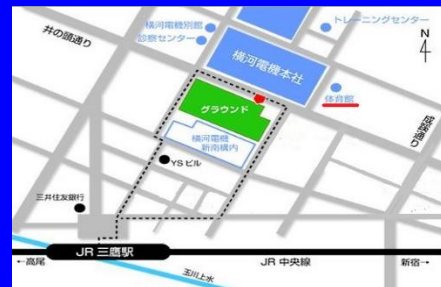 トレーニングセンター
横河電機別館
診察センター
井の頭通り
N
横河電機本社
体育館
グラウンド
成蹊通り
横河電機
新南構内
YSビル
三井住友銀行
JR 三鷹駅
←高尾
JR 中央線
新宿→
玉川上水